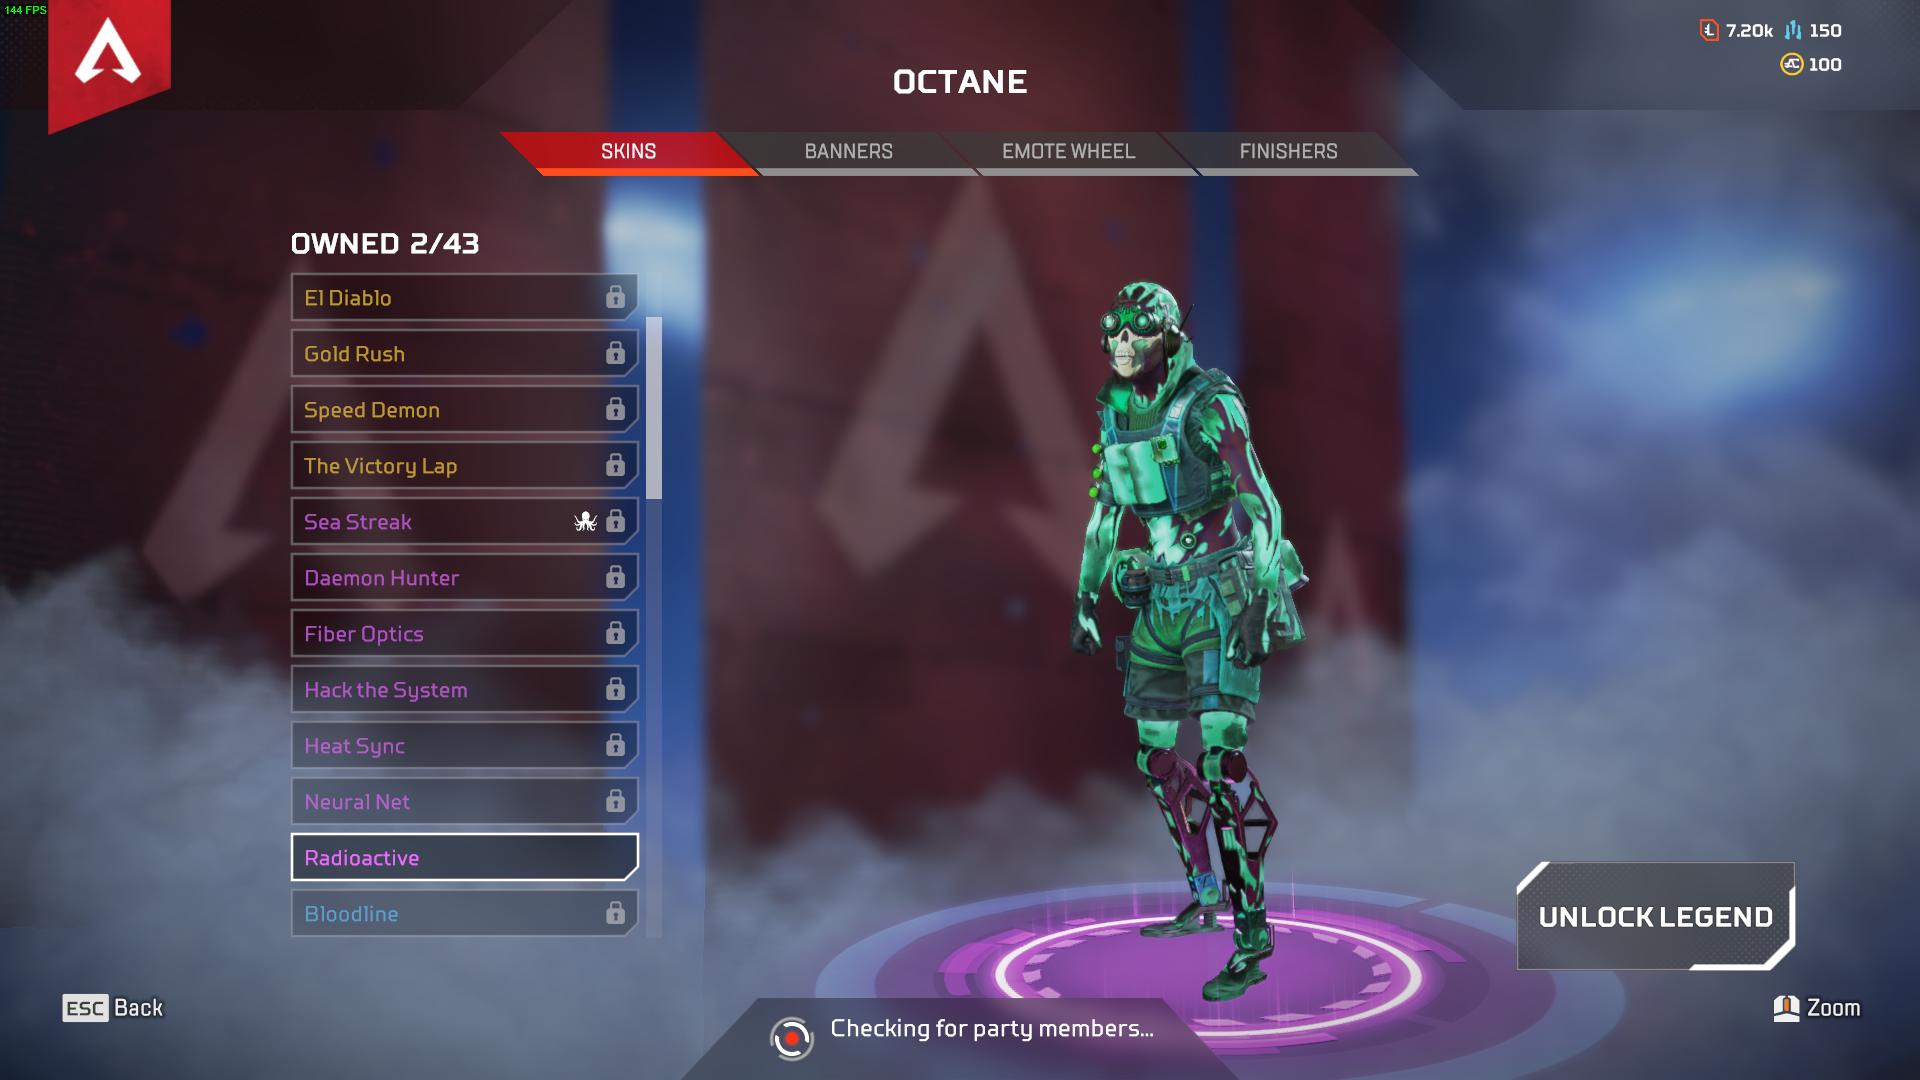 144 FPS
7.20k 150
100
OCTANE
SKINS BANNERS EMOTE WHEEL FINISHERS
OWNED 2/43
El Diablo
Gold Rush
Speed Demon
The Victory Lap
Sea Streak
Daemon Hunter
Fiber Optics
Hack the System
Heat Sync
Neural Net
Radioactive
Bloodline
UNLOCK LEGEND
ESC Back
Checking for party members...
Zoom